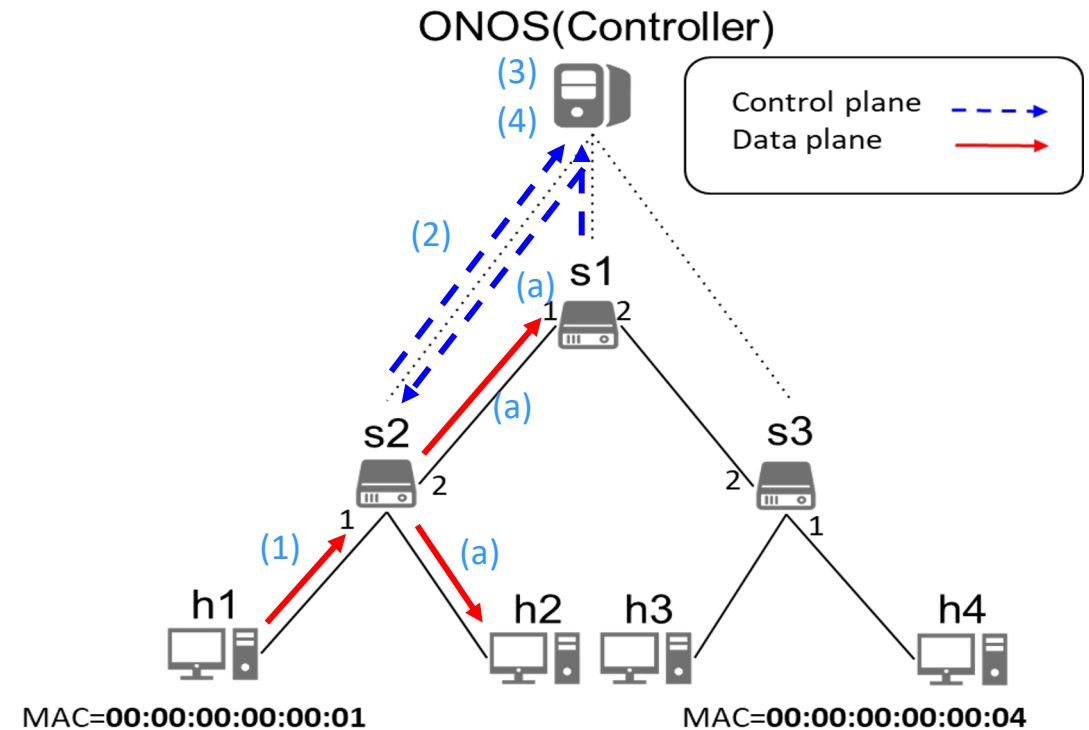 ONOS(Controller)
(3)
(4)
Control plane
Data plane
(2)
s1
(a)
1
2
(a)
s2
s3
2
2
1
1
(1)
(a)
h1
h2
h3
h4
MAC=00:00:00:00:00:01
MAC=00:00:00:00:00:04